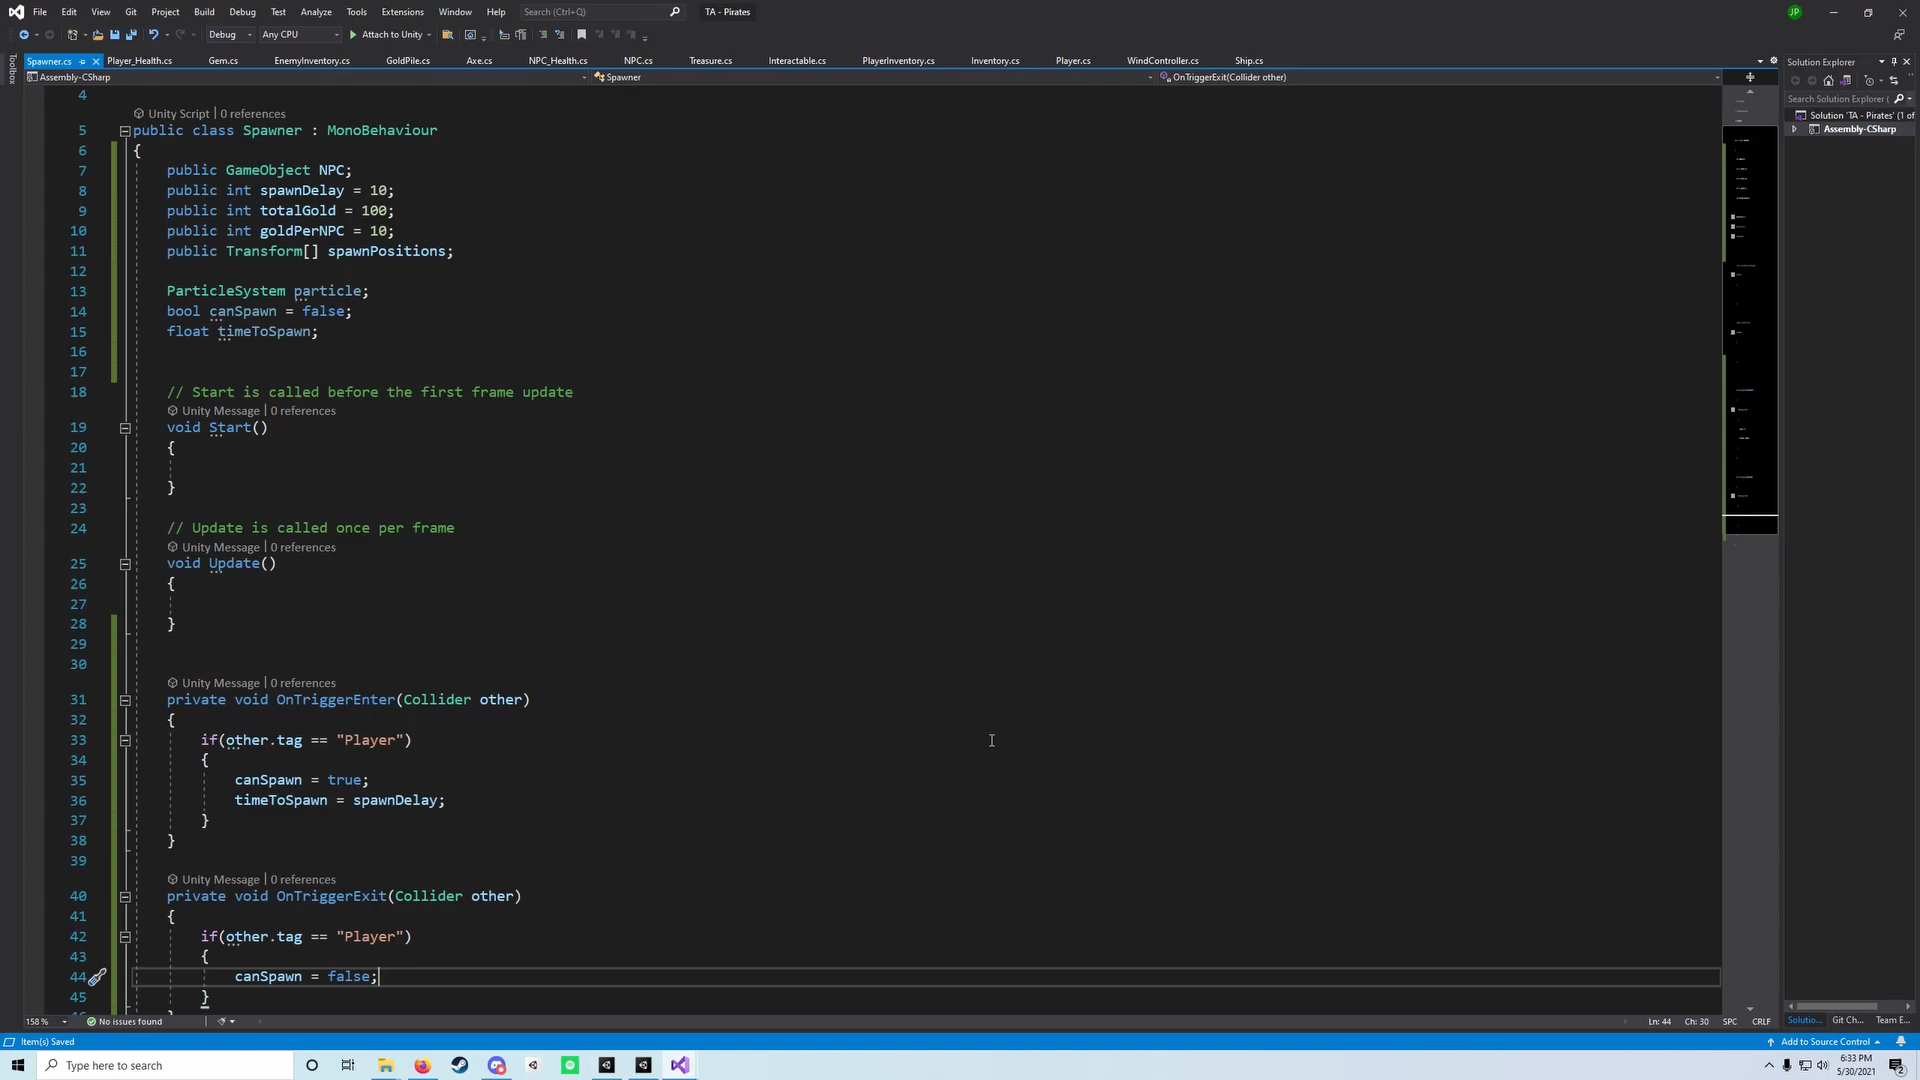 File Edit View Git Project Build Debug Test Analyze Tools Extensions Window Help Search (Ctrl+Q) TA - Pirates JP
Debug Any CPU Attach to Unity
Toolbox
Spawner.cs Player_Health.cs Gem.cs EnemyInventory.cs GoldPile.cs Axe.cs NPC_Health.cs NPC.cs Treasure.cs Interactable.cs PlayerInventory.cs Inventory.cs Player.cs WindController.cs Ship.cs
Assembly-CSharp Spawner OnTriggerExit(Collider other)
4
Unity Script | 0 references
5 public class Spawner : MonoBehaviour
6 {
7 public GameObject NPC;
8 public int spawnDelay = 10;
9 public int totalGold = 100;
10 public int goldPerNPC = 10;
11 public Transform[] spawnPositions;
12
13 ParticleSystem particle;
14 bool canSpawn = false;
15 float timeToSpawn;
16
17
18 // Start is called before the first frame update
Unity Message | 0 references
19 void Start()
20 {
21
22 }
23
24 // Update is called once per frame
Unity Message | 0 references
25 void Update()
26 {
27
28 }
29
30
Unity Message | 0 references
31 private void OnTriggerEnter(Collider other)
32 {
33 if(other.tag == "Player")
34 {
35 canSpawn = true;
36 timeToSpawn = spawnDelay;
37 }
38 }
39
Unity Message | 0 references
40 private void OnTriggerExit(Collider other)
41 {
42 if(other.tag == "Player")
43 {
44 canSpawn = false;
45 }
158 % No issues found Ln: 44 Ch: 30 SPC CRLF
Solution Explorer
Search Solution Explorer (
Solution 'TA - Pirates' (1 of
Assembly-CSharp
Solutio... Git Ch... Team E...
Item(s) Saved Add to Source Control
Type here to search
6:33 PM
5/30/2021